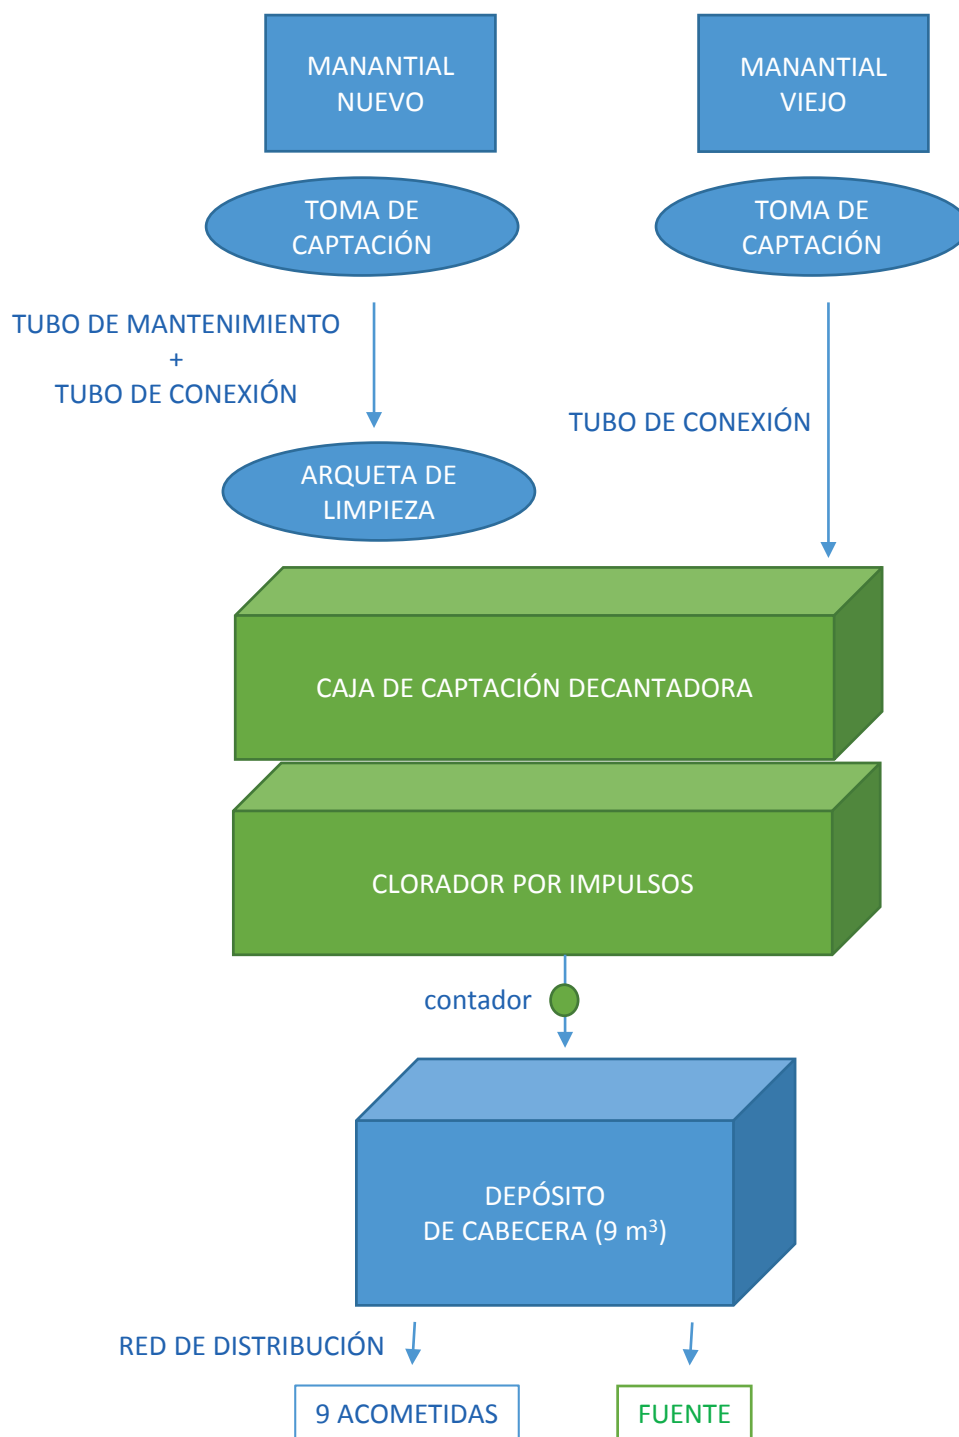 MANANTIAL
NUEVO
MANANTIAL
VIEJO
TOMA DE
CAPTACIÓN
TOMA DE
CAPTACIÓN
TUBO DE MANTENIMIENTO
+
TUBO DE CONEXIÓN
TUBO DE CONEXIÓN
ARQUETA DE
LIMPIEZA
CAJA DE CAPTACIÓN DECANTADORA
CLORADOR POR IMPULSOS
contador
DEPÓSITO
DE CABECERA (9 m³)
RED DE DISTRIBUCIÓN
9 ACOMETIDAS
FUENTE